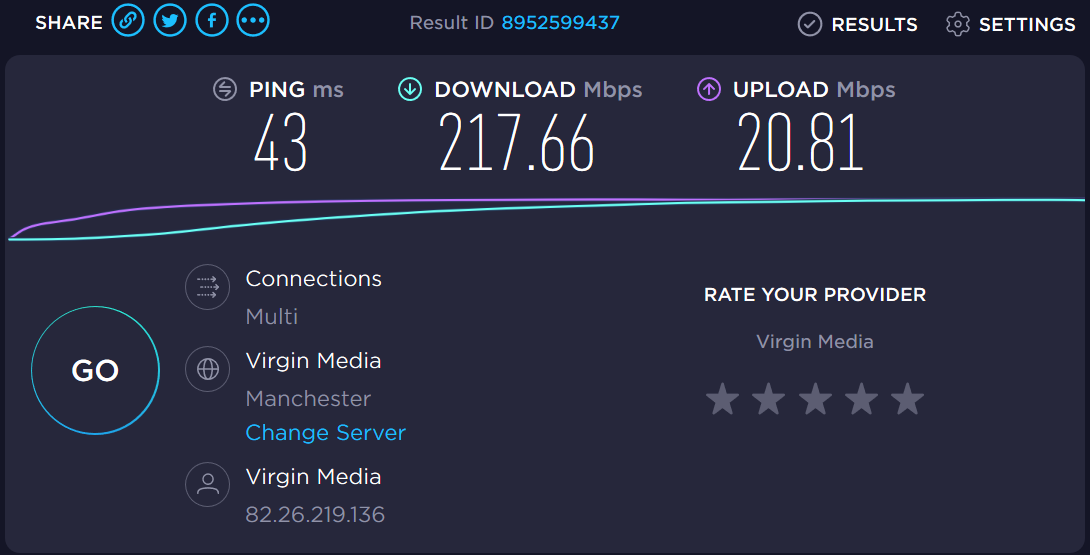 SHARE
Result ID 8952599437
RESULTS
SETTINGS
PING ms
DOWNLOAD Mbps
UPLOAD Mbps
43
217.66
20.81
Connections
Multi
Virgin Media
Manchester
Change Server
Virgin Media
82.26.219.136
GO
RATE YOUR PROVIDER
Virgin Media